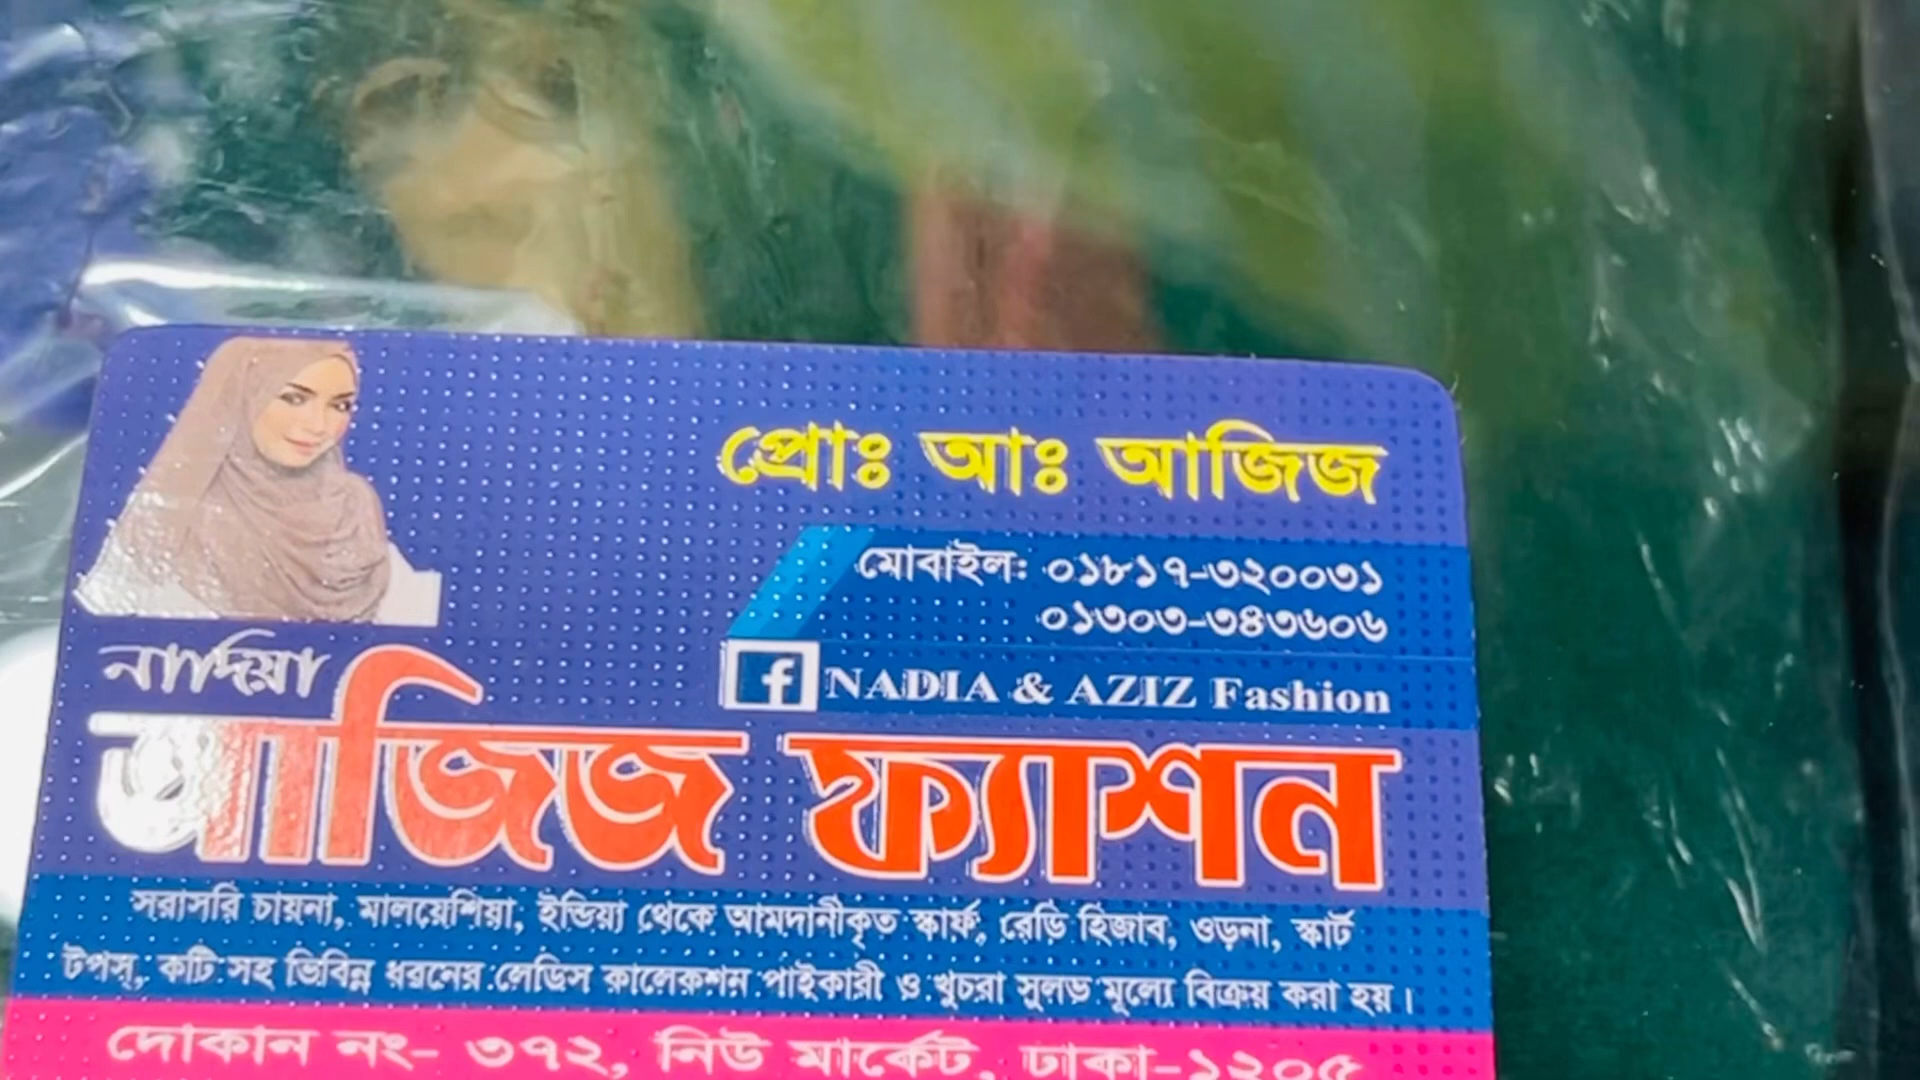 প্রোঃ আঃ আজিজ
মোবাইলঃ ০১৮১৭-৩২০০৩১
০১৩০৩-৩৪৩৬০৬
f NADIA & AZIZ Fashion
নাদিয়া
আজিজ ফ্যাশন
সরাসরি চায়না, মালয়েশিয়া, ইন্ডিয়া থেকে আমদানীকৃত স্কার্ফ, রেডি হিজাব, ওড়না, স্কার্ট
টপস্, কটি সহ বিভিন্ন ধরনের লেডিস কালেকশন পাইকারী ও খুচরা সুলভ মূল্যে বিক্রয় করা হয়।
দোকান নং- ৩৭২, নিউ মার্কেট, ঢাকা-১২০৫